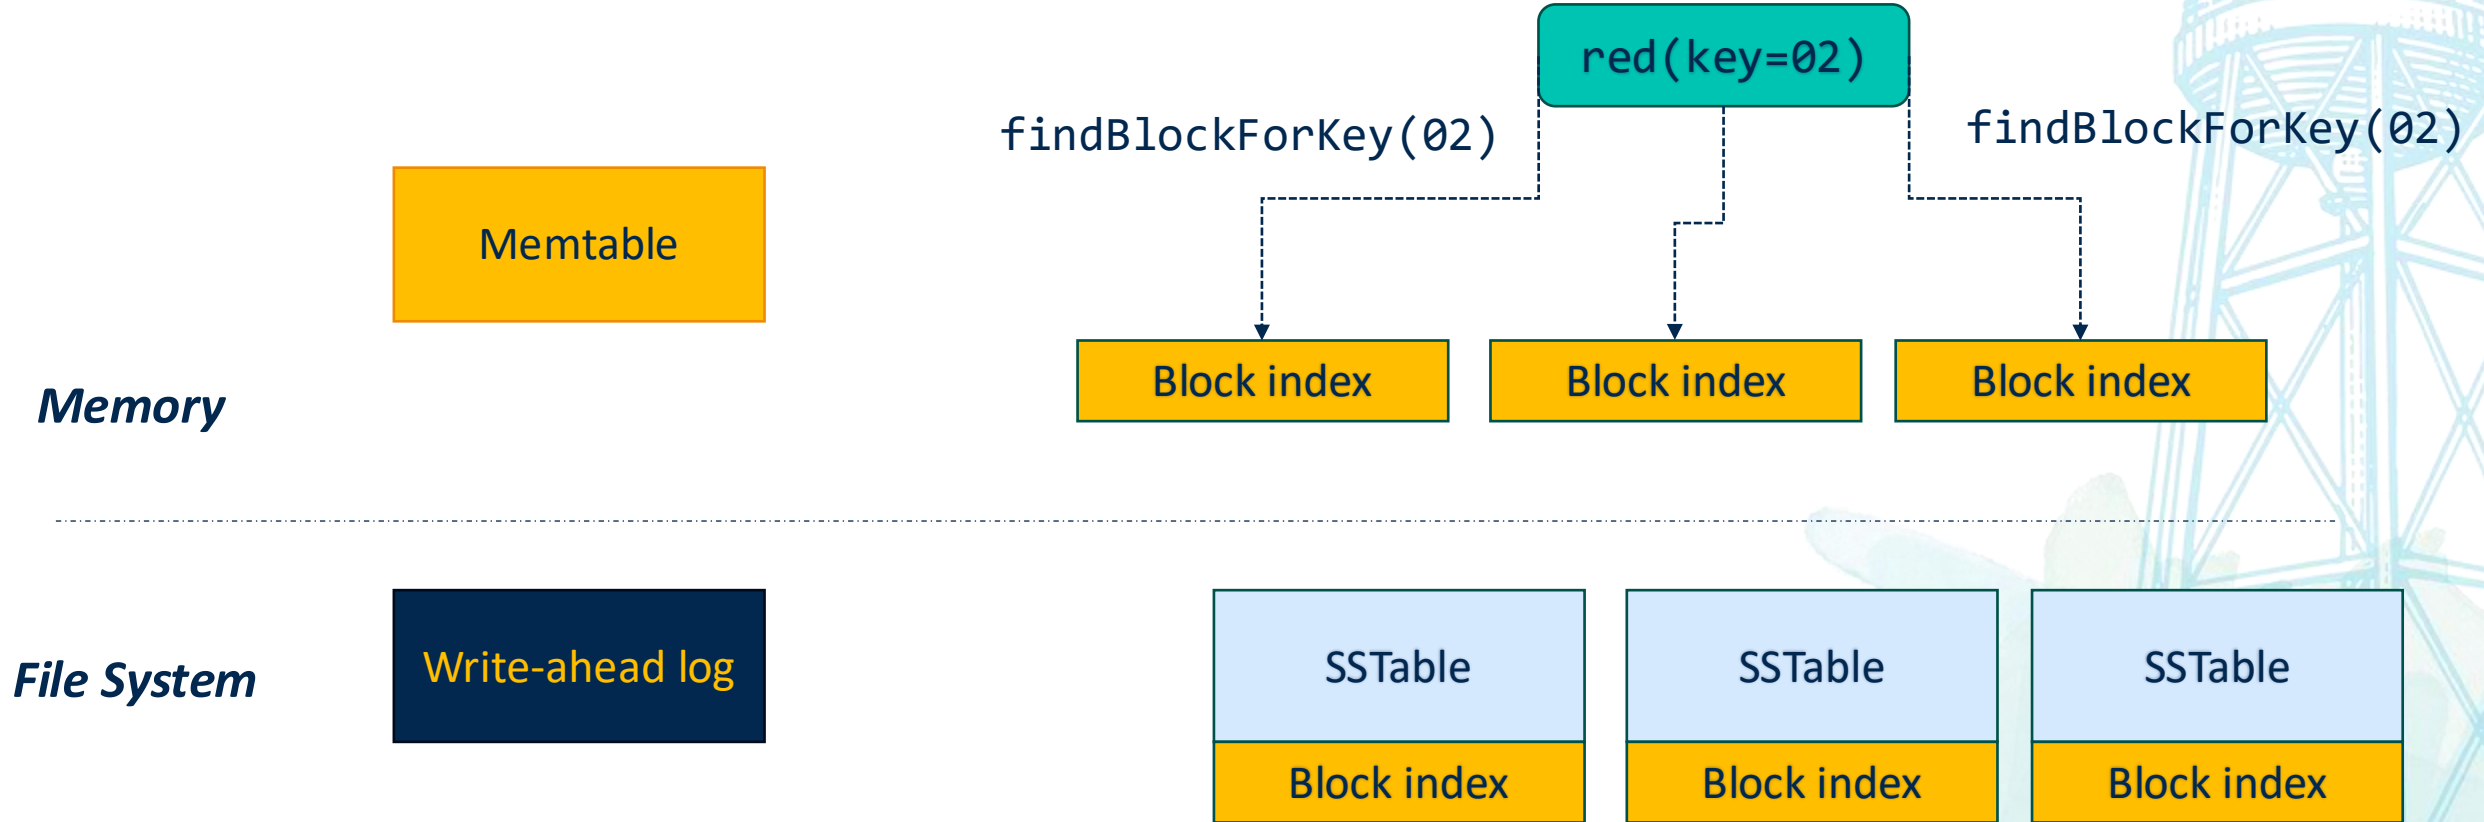 red(key=02)
findBlockForKey(02)
findBlockForKey(02)
Memtable
Block index
Block index
Block index
Memory
Write-ahead log
SSTable
SSTable
SSTable
File System
Block index
Block index
Block index